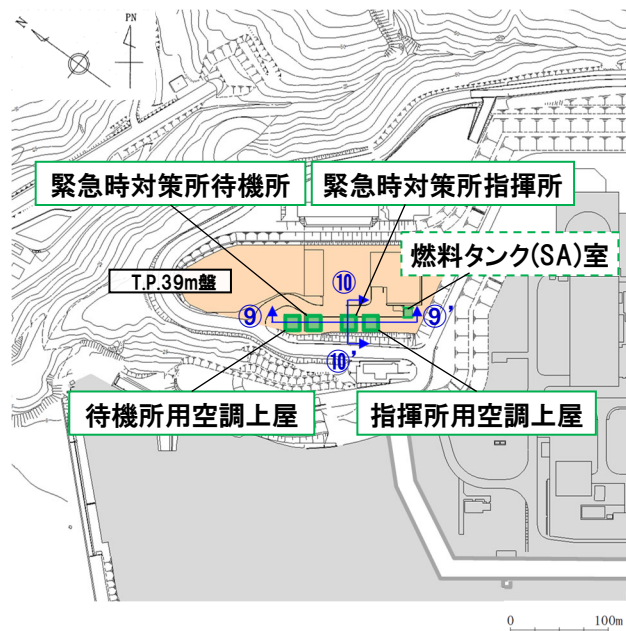 N
PN
緊急時対策所待機所
緊急時対策所指揮所
燃料タンク(SA)室
T.P.39m盤
⑩
⑨
⑨'
⑩'
待機所用空調上屋
指揮所用空調上屋
0
100m